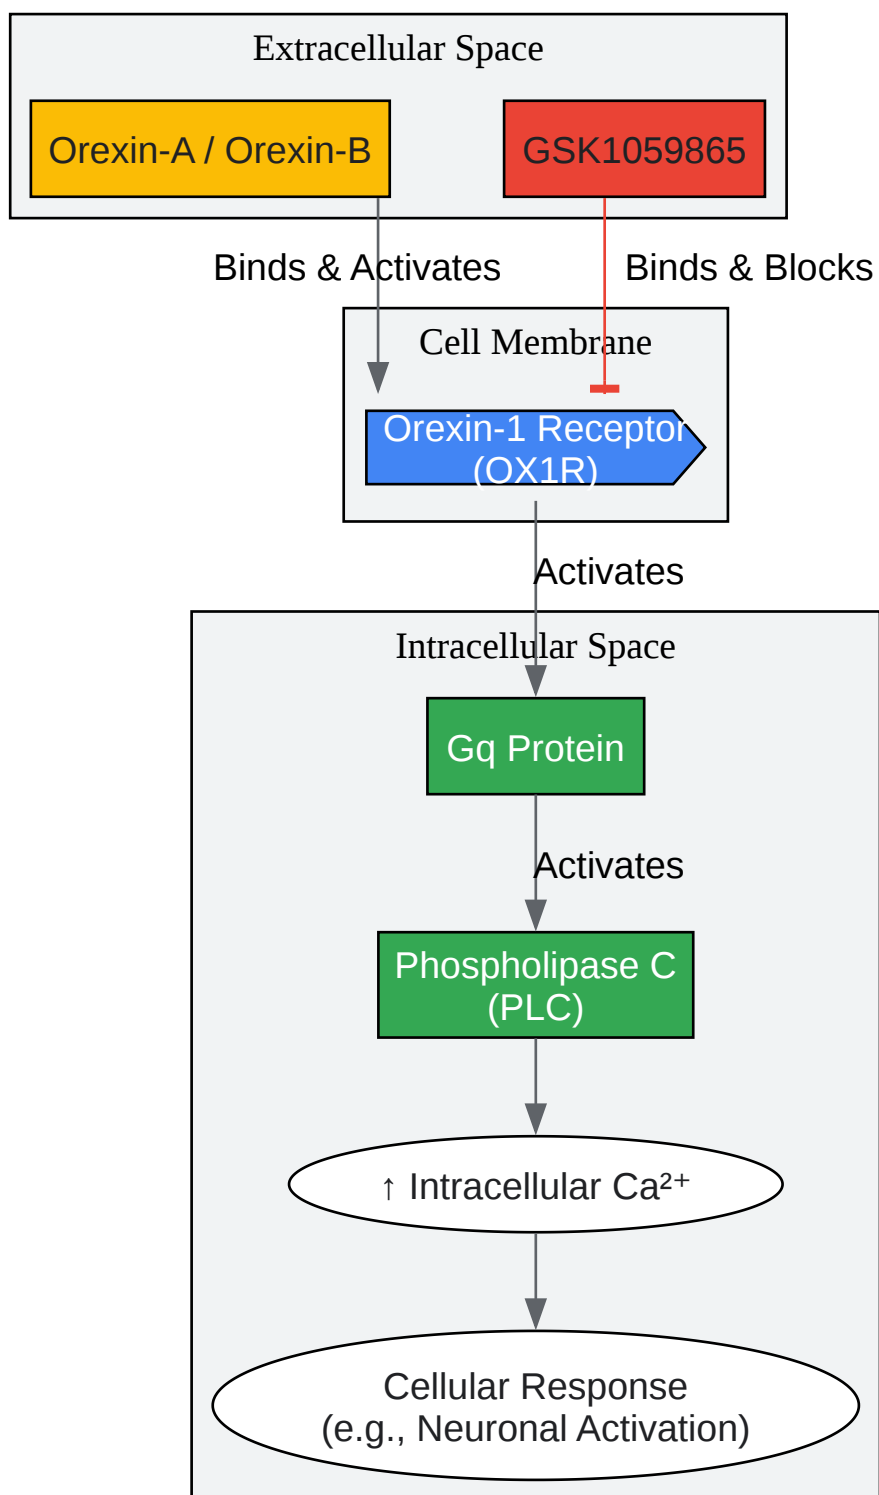 Extracellular Space
Orexin-A / Orexin-B
GSK1059865
Binds & Activates
Binds & Blocks
Cell Membrane
Orexin-1 Receptor
(OX1R)
Activates
Intracellular Space
Gq Protein
Activates
Phospholipase C
(PLC)
↑ Intracellular Ca²⁺
Cellular Response
(e.g., Neuronal Activation)